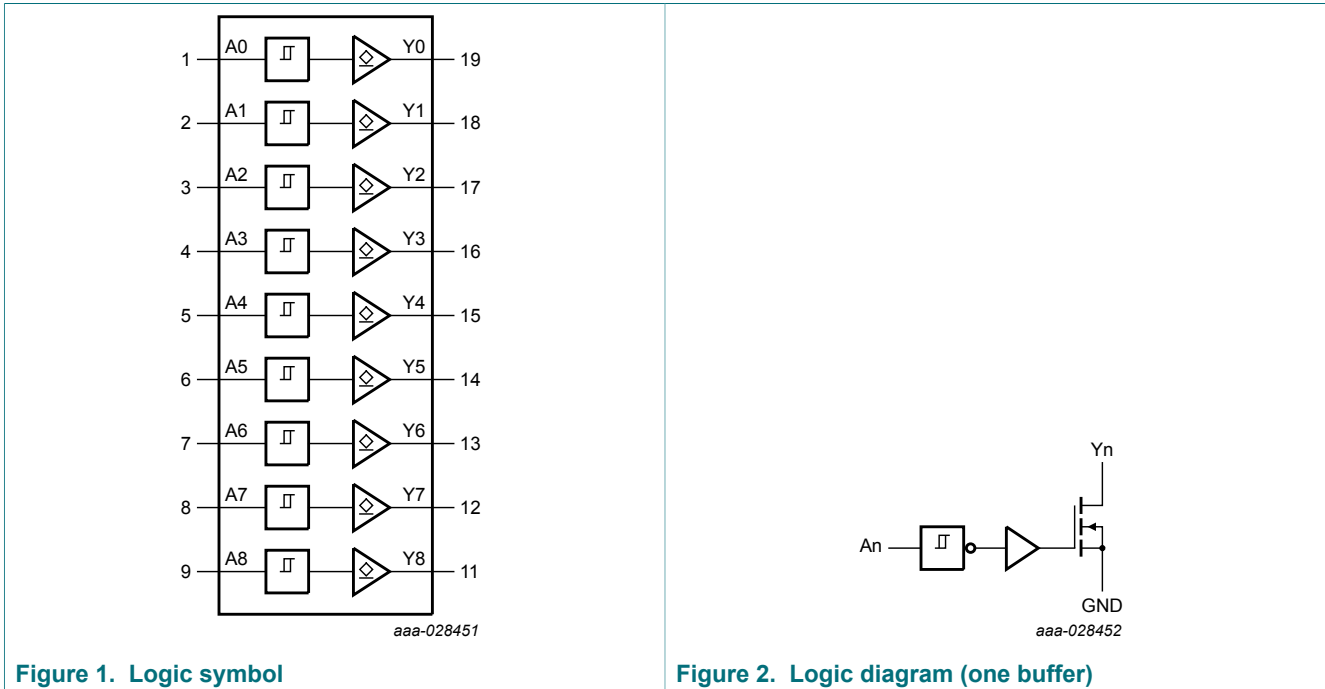 1 A0 Y0 19
2 A1 Y1 18
3 A2 Y2 17
4 A3 Y3 16
5 A4 Y4 15
6 A5 Y5 14
7 A6 Y6 13
8 A7 Y7 12
9 A8 Y8 11
aaa-028451
Figure 1. Logic symbol
Yn
An
GND
aaa-028452
Figure 2. Logic diagram (one buffer)